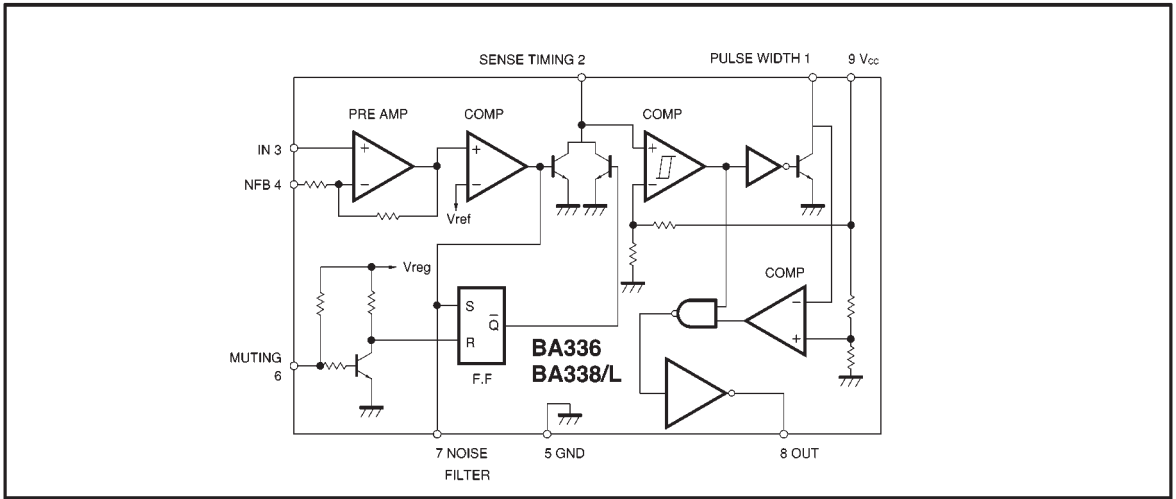 SENSE TIMING 2
PULSE WIDTH 1
9 Vcc
PRE AMP
COMP
COMP
IN 3
+
+
+
NFB 4
−
−
−
Vref
Vreg
COMP
S
Q̅
R
−
+
BA336
BA338/L
MUTING
6
F.F
7 NOISE
FILTER
5 GND
8 OUT